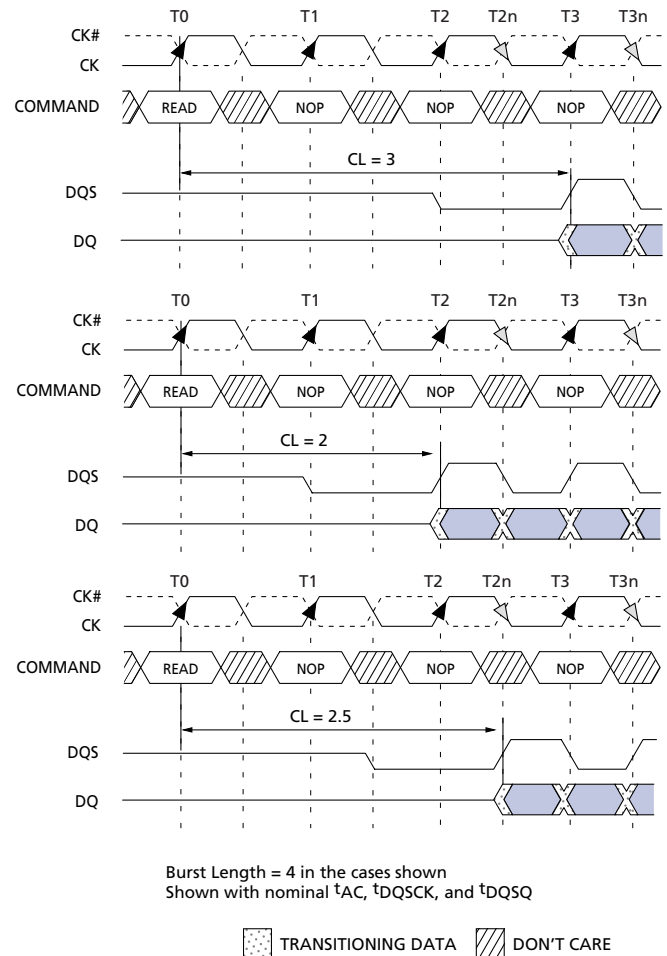 T0 T1 T2 T2n T3 T3n
CK#
CK
COMMAND READ NOP NOP NOP
CL = 3
DQS
DQ
T0 T1 T2 T2n T3 T3n
CK#
CK
COMMAND READ NOP NOP NOP
CL = 2
DQS
DQ
T0 T1 T2 T2n T3 T3n
CK#
CK
COMMAND READ NOP NOP NOP
CL = 2.5
DQS
DQ
Burst Length = 4 in the cases shown
Shown with nominal tAC, tDQSCK, and tDQSQ
TRANSITIONING DATA DON'T CARE